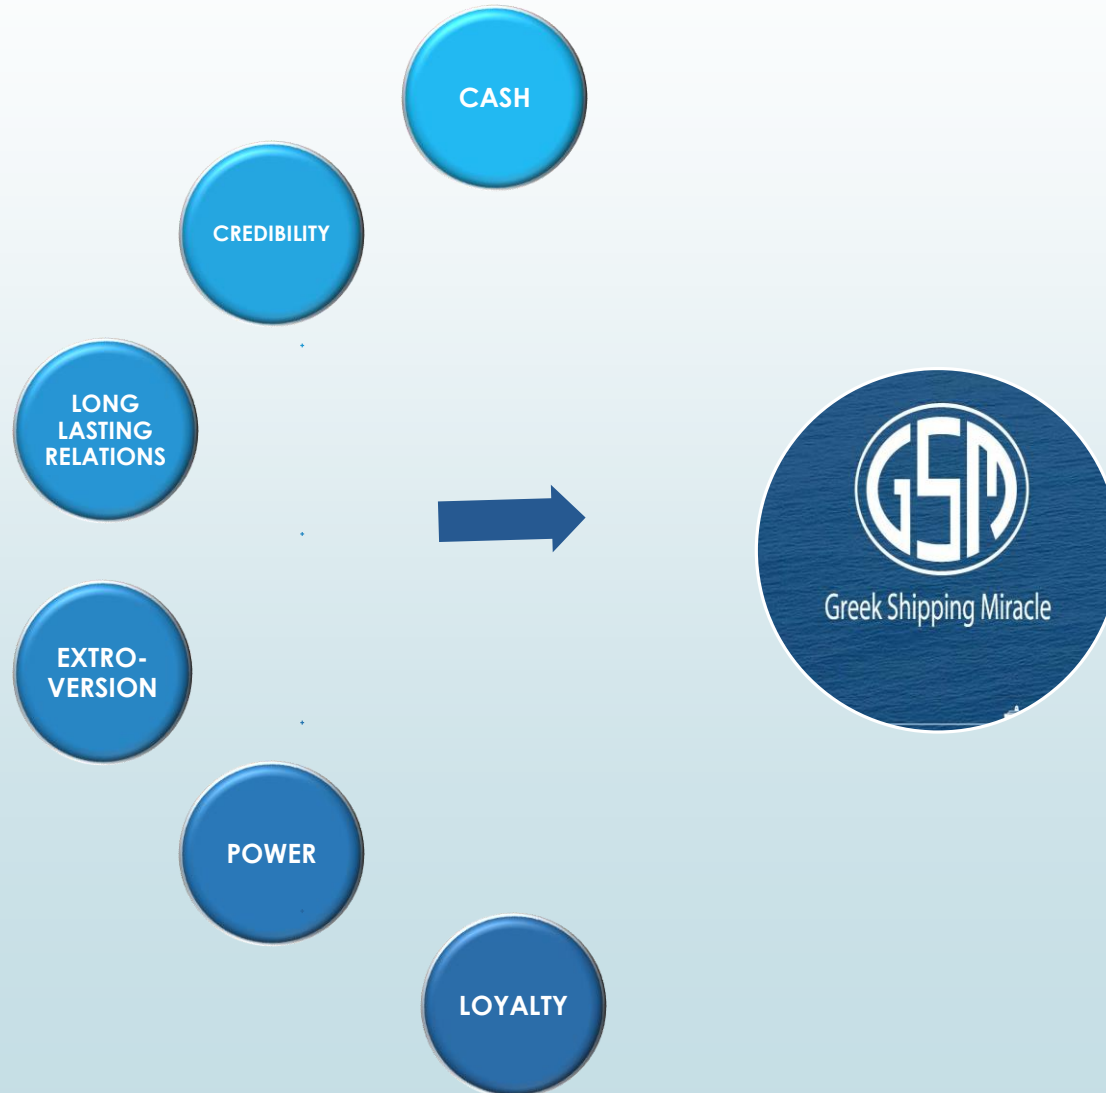 CASH
CREDIBILITY
LONG
LASTING
RELATIONS
EXTRO-
VERSION
POWER
LOYALTY
GSM
Greek Shipping Miracle